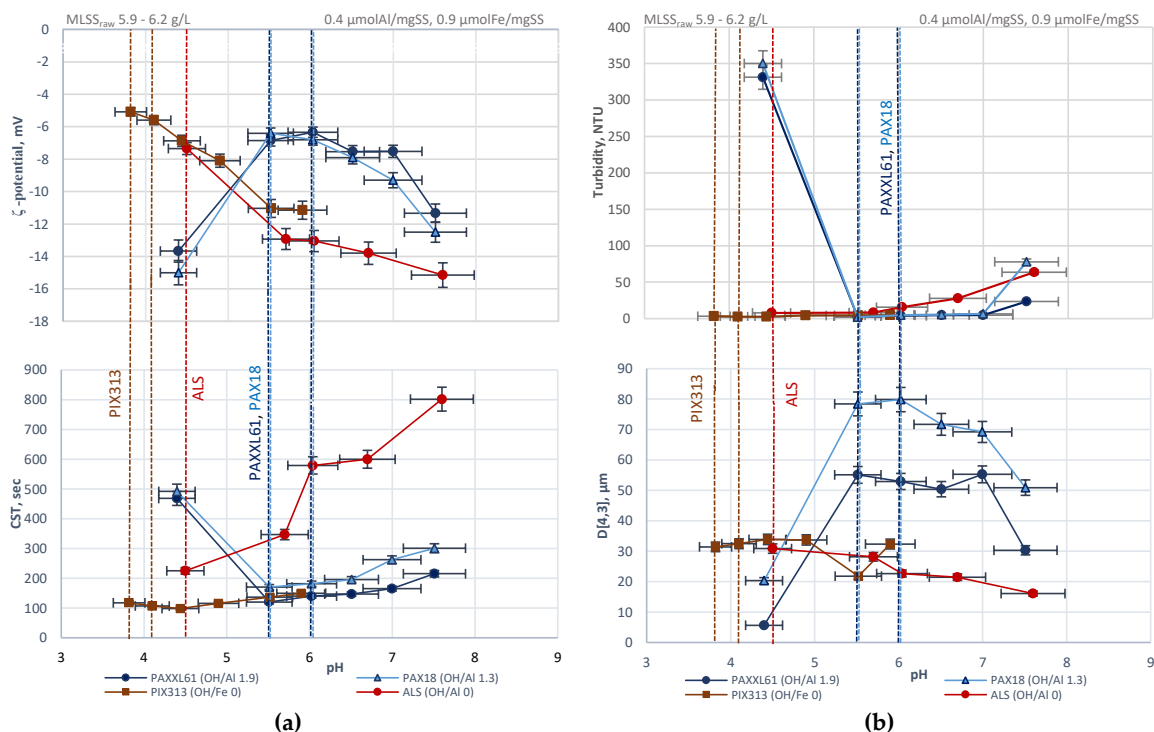 MLSSraw 5.9 - 6.2 g/L
0.4 µmolAl/mgSS, 0.9 µmolFe/mgSS
0
-2
-4
-6
-8
-10
-12
-14
-16
-18
ζ -potential, mV
900
800
700
600
500
400
300
200
100
0
CST, sec
PIX313
ALS
PAXXL61, PAX18
3
4
5
6
7
8
9
pH
PAXXL61 (OH/Al 1.9)
PAX18 (OH/Al 1.3)
PIX313 (OH/Fe 0)
ALS (OH/Al 0)
(a)
MLSSraw 5.9 - 6.2 g/L
0.4 µmolAl/mgSS, 0.9 µmolFe/mgSS
400
350
300
250
200
150
100
50
0
Turbidity, NTU
PAXXL61, PAX18
90
80
70
60
50
40
30
20
10
0
D[4,3], µm
PIX313
ALS
3
4
5
6
7
8
9
pH
PAXXL61 (OH/Al 1.9)
PAX18 (OH/Al 1.3)
PIX313 (OH/Fe 0)
ALS (OH/Al 0)
(b)